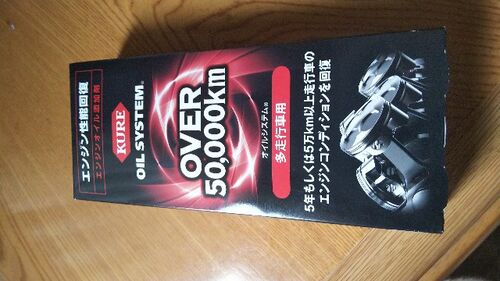 エンジン性能回復
エンジンオイル添加剤
KURE
OIL SYSTEM®
OVER
50,000km
オイルシステム®
多走行車用
5年もしくは5万km以上走行車の
エンジンコンディションを回復